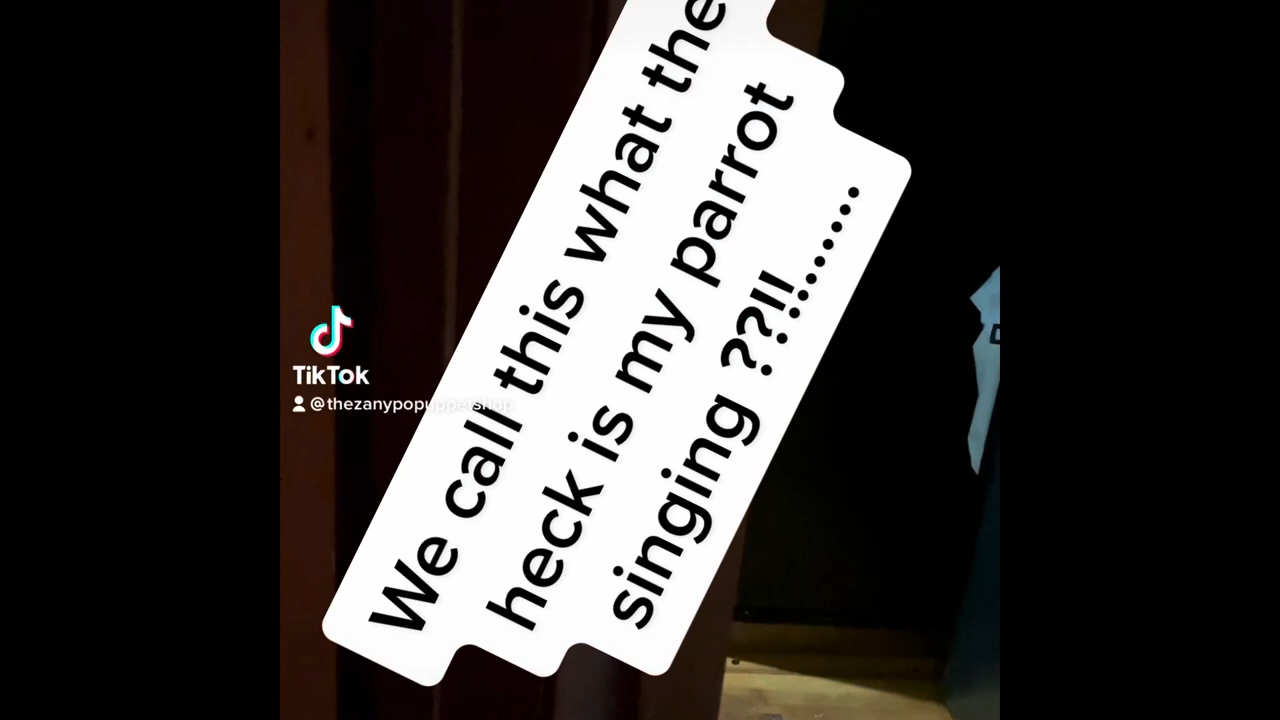 We call this what the
heck is my parrot
singing ??!!.......
TikTok
@thezanypopuppetshop